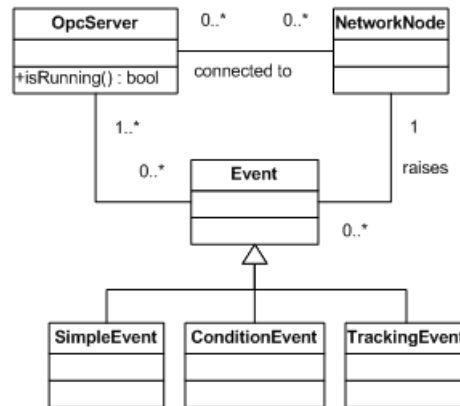 OpcServer
0..*
0..*
NetworkNode
connected to
+isRunning() : bool
1..*
1
0..*
Event
raises
0..*
SimpleEvent
ConditionEvent
TrackingEvent